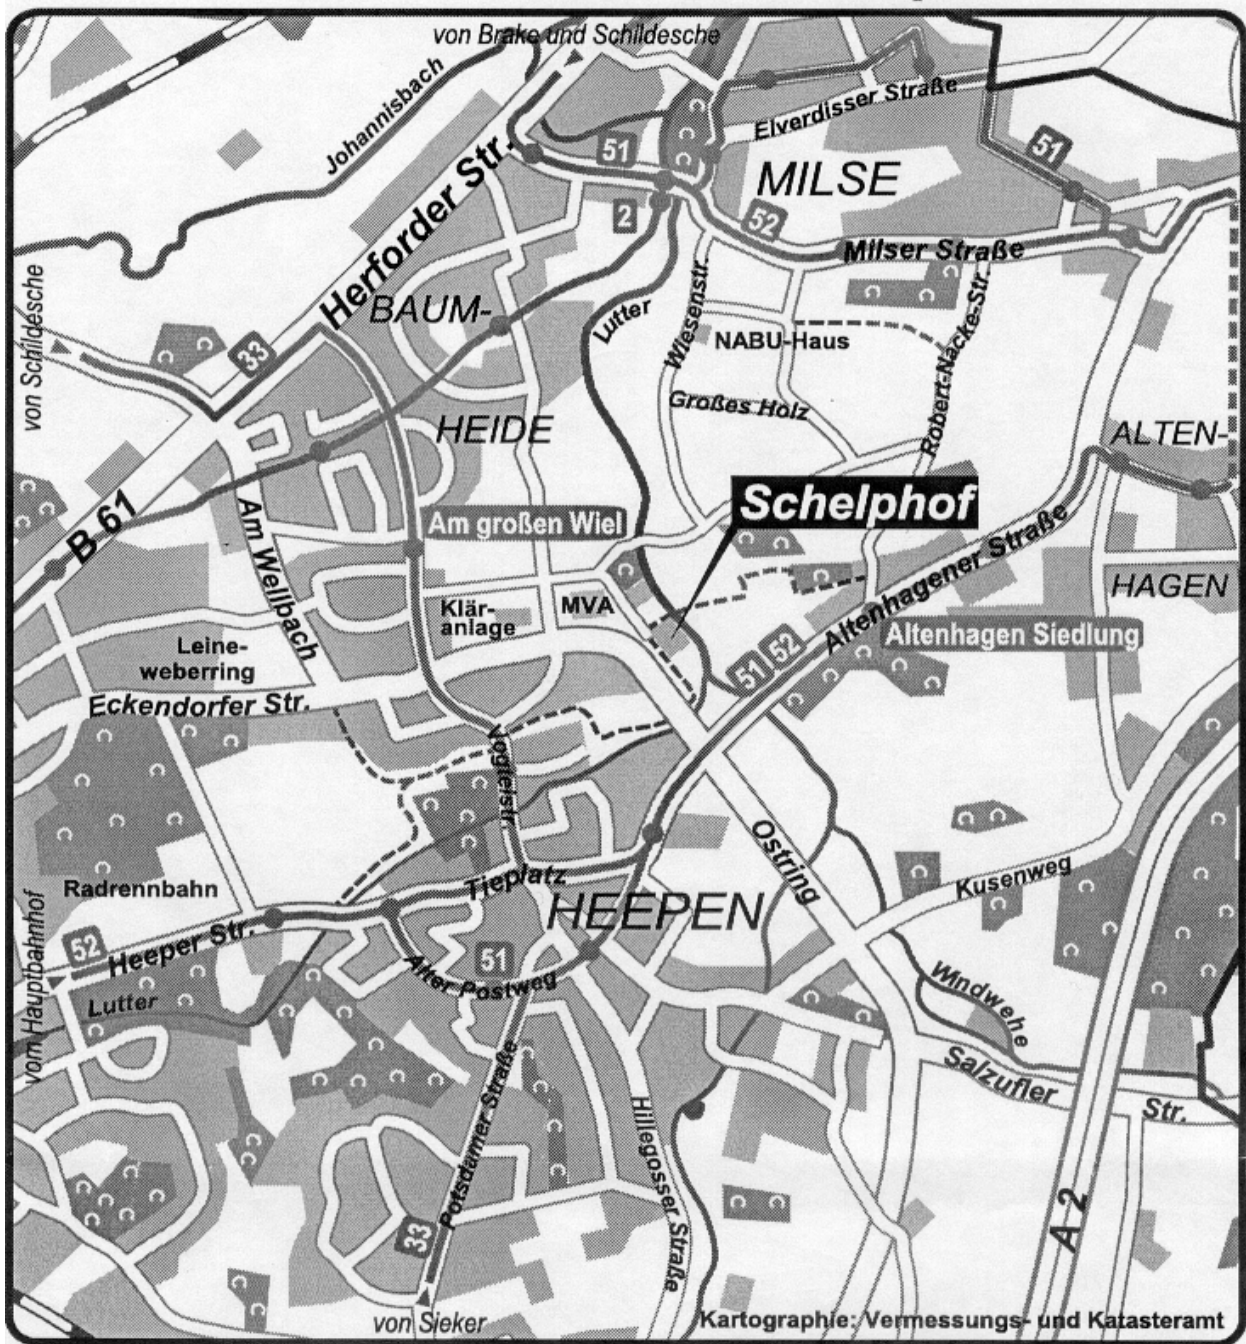 von Brake und Schildesche
Johannisbach
Elverdisser Straße
Herforder Str.
51
MILSE
51
2
52
Milser Straße
von Schildesche
BAUM-
33
Lutter
Wiesenstr.
NABU-Haus
Robert-Nacke-Str.
Großes Holz
HEIDE
ALTEN-
Schelphof
B 61
Am Wellbach
Am großen Wiel
Altenhagener Straße
HAGEN
Klär-
anlage
MVA
Altenhagen Siedlung
Leine-
weberring
51
52
Eckendorfer Str.
Vogteistr.
Ostring
Tieplatz
Kusenweg
Radrennbahn
HEEPEN
vom Hauptbahnhof
52
Heeper Str.
51
Alter Postweg
Windwehe
Lutter
Salzufler
Str.
Potsdamer Straße
Hillegosser Straße
33
A 2
von Sieker
Kartographie: Vermessungs- und Katasteramt